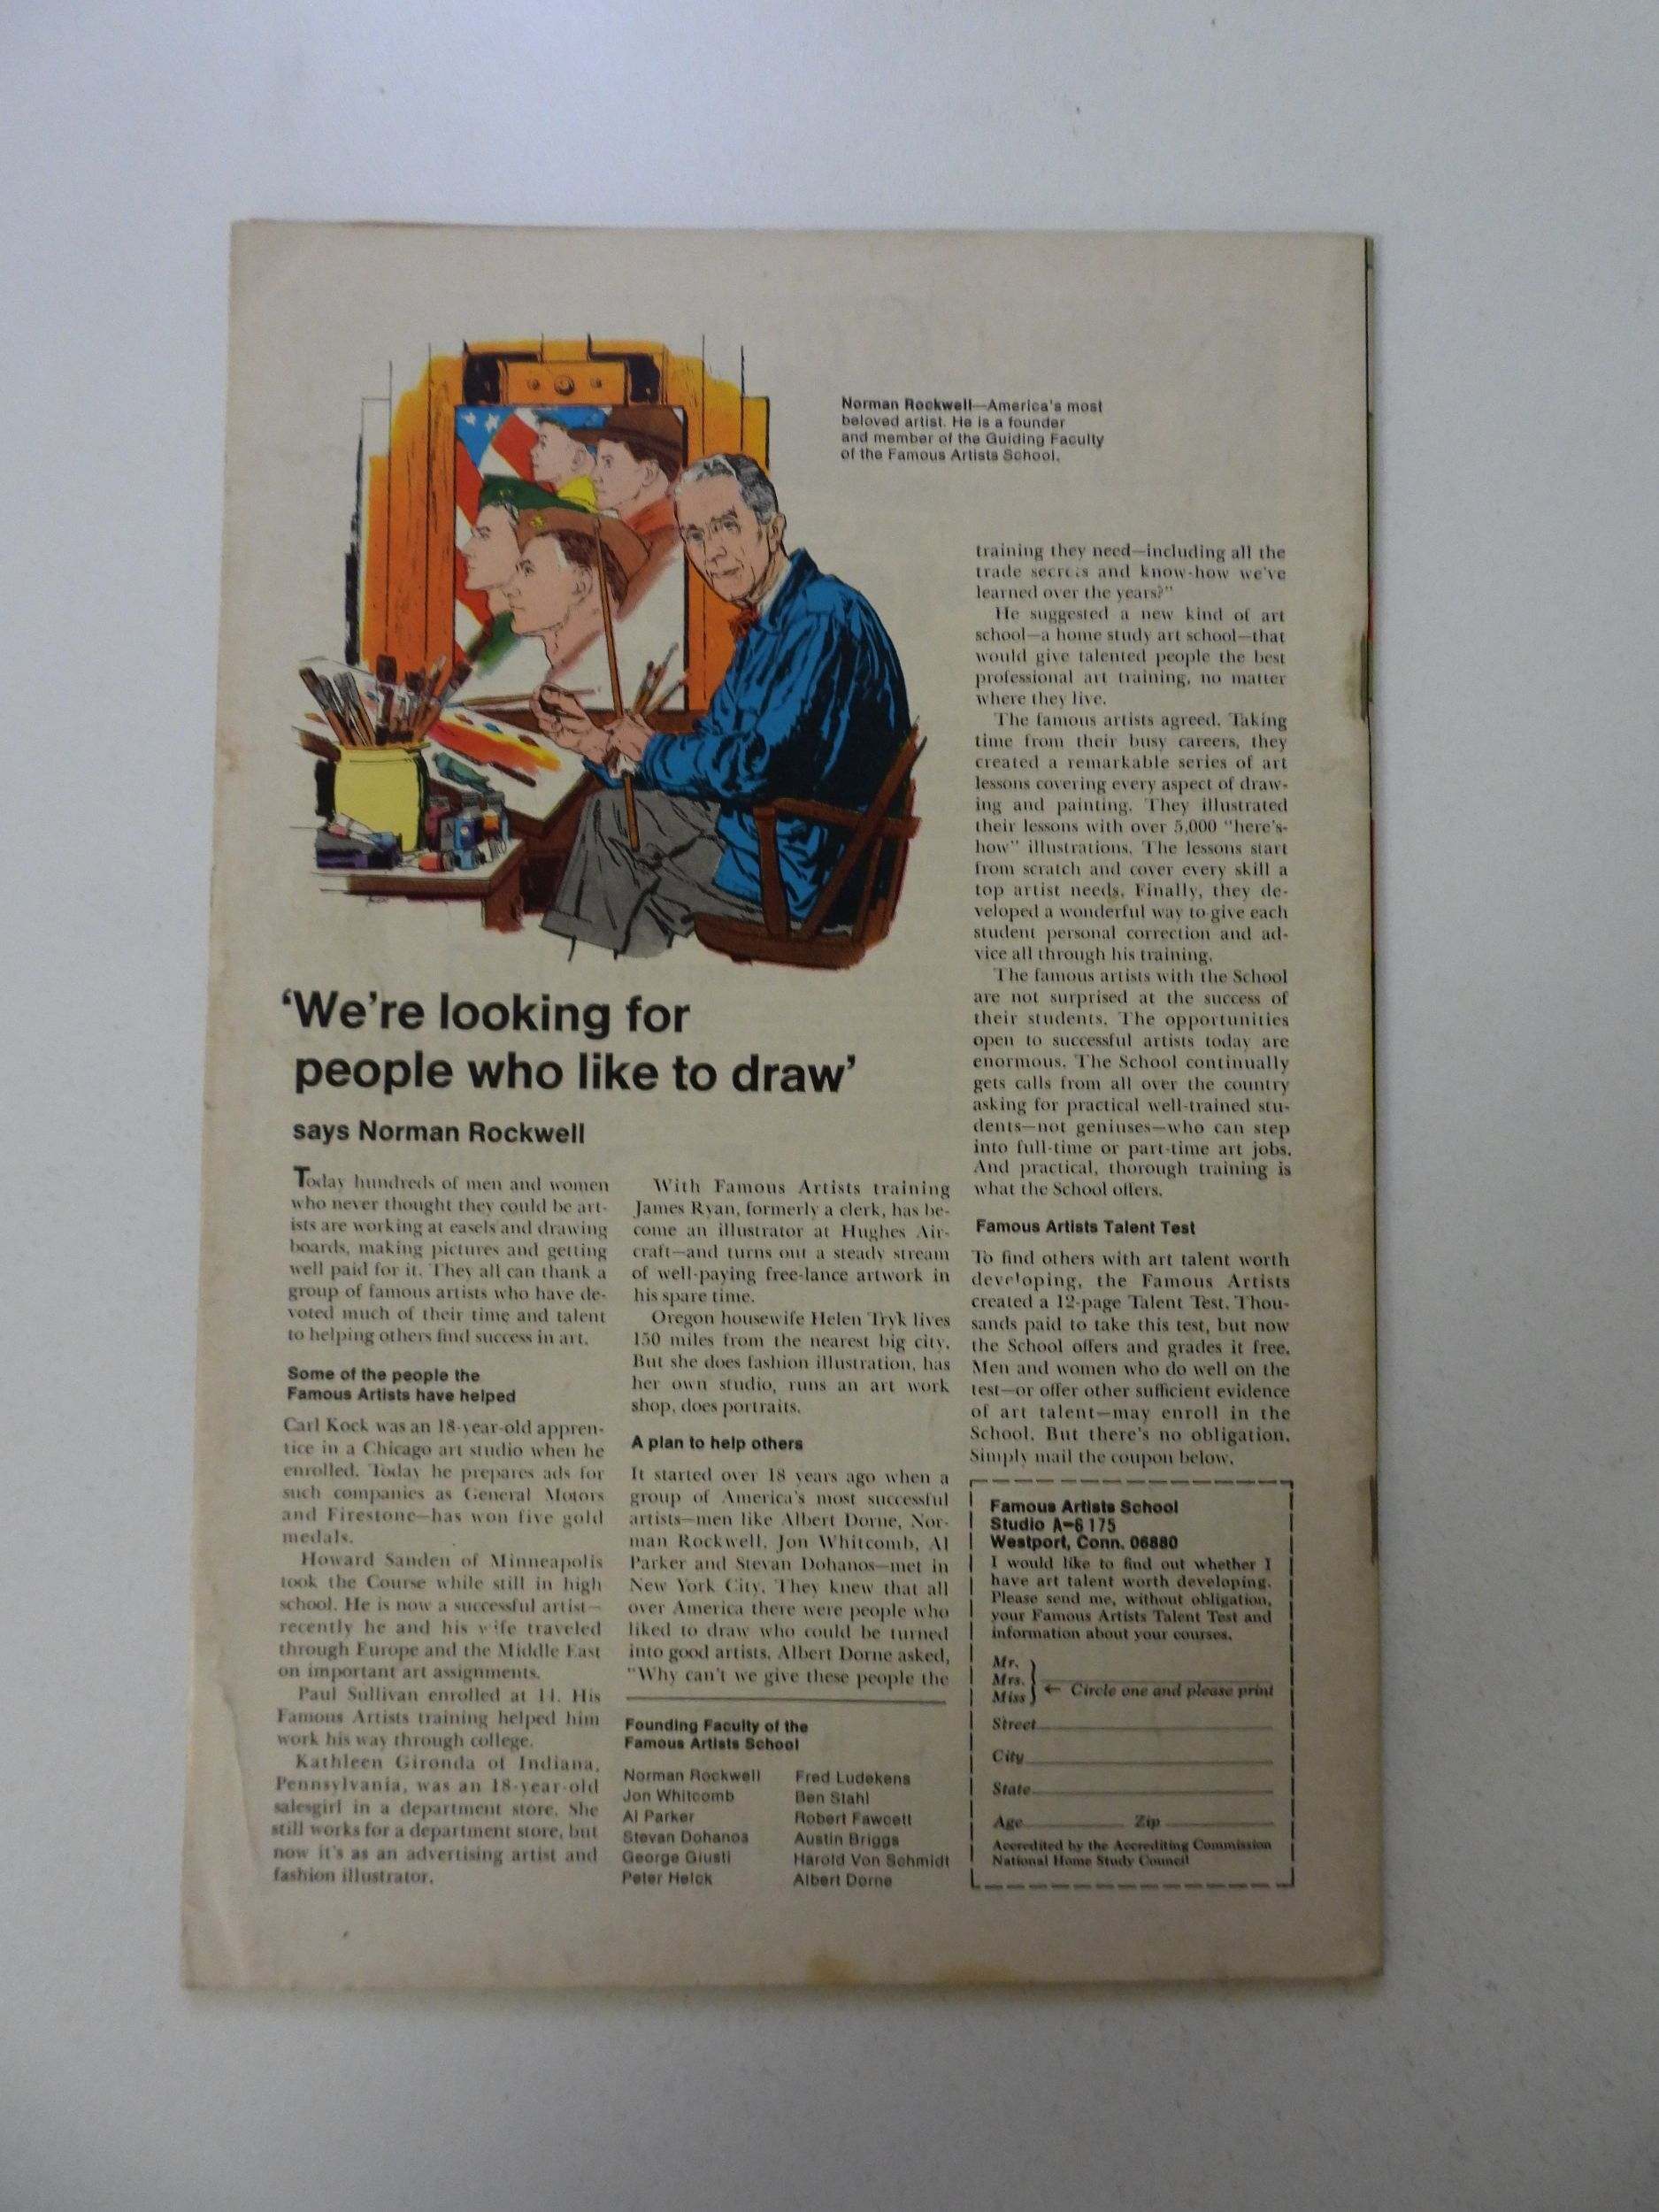 Norman Rockwell—America's most
beloved artist. He is a founder
and member of the Guiding Faculty
of the Famous Artists School.
'We're looking for
people who like to draw'
says Norman Rockwell
Today hundreds of men and women
who never thought they could be art-
ists are working at easels and drawing
boards, making pictures and getting
well paid for it. They all can thank a
group of famous artists who have de-
voted much of their time and talent
to helping others find success in art.
Some of the people the
Famous Artists have helped
Carl Kock was an 18-year-old appren-
tice in a Chicago art studio when he
enrolled. Today he prepares ads for
such companies as General Motors
and Firestone—has won five gold
medals.
Howard Sanden of Minneapolis
took the Course while still in high
school. He is now a successful artist—
recently he and his wife traveled
through Europe and the Middle East
on important art assignments.
Paul Sullivan enrolled at 14. His
Famous Artists training helped him
work his way through college.
Kathleen Gironda of Indiana,
Pennsylvania, was an 18-year-old
salesgirl in a department store. She
still works for a department store, but
now it's as an advertising artist and
fashion illustrator.
With Famous Artists training
James Ryan, formerly a clerk, has be-
come an illustrator at Hughes Air-
craft—and turns out a steady stream
of well-paying free-lance artwork in
his spare time.
Oregon housewife Helen Tryk lives
150 miles from the nearest big city.
But she does fashion illustration, has
her own studio, runs an art work
shop, does portraits.
A plan to help others
It started over 18 years ago when a
group of America's most successful
artists—men like Albert Dorne, Nor-
man Rockwell, Jon Whitcomb, Al
Parker and Stevan Dohanos—met in
New York City. They knew that all
over America there were people who
liked to draw who could be turned
into good artists. Albert Dorne asked,
"Why can't we give these people the
Founding Faculty of the
Famous Artists School
Norman Rockwell
Jon Whitcomb
Al Parker
Stevan Dohanos
George Giusti
Peter Helck
Fred Ludekens
Ben Stahl
Robert Fawcett
Austin Briggs
Harold Von Schmidt
Albert Dorne
training they need—including all the
trade secrets and know-how we've
learned over the years?"
He suggested a new kind of art
school—a home study art school—that
would give talented people the best
professional art training, no matter
where they live.
The famous artists agreed. Taking
time from their busy careers, they
created a remarkable series of art
lessons covering every aspect of draw-
ing and painting. They illustrated
their lessons with over 5,000 "here's-
how" illustrations. The lessons start
from scratch and cover every skill a
top artist needs. Finally, they de-
veloped a wonderful way to give each
student personal correction and ad-
vice all through his training.
The famous artists with the School
are not surprised at the success of
their students. The opportunities
open to successful artists today are
enormous. The School continually
gets calls from all over the country
asking for practical well-trained stu-
dents—not geniuses—who can step
into full-time or part-time art jobs.
And practical, thorough training is
what the School offers.
Famous Artists Talent Test
To find others with art talent worth
developing, the Famous Artists
created a 12-page Talent Test. Thou-
sands paid to take this test, but now
the School offers and grades it free.
Men and women who do well on the
test—or offer other sufficient evidence
of art talent—may enroll in the
School. But there's no obligation.
Simply mail the coupon below.
Famous Artists School
Studio A-6175
Westport, Conn. 06880
I would like to find out whether I
have art talent worth developing.
Please send me, without obligation,
your Famous Artists Talent Test and
information about your courses.
Mr.
Mrs.
Miss
← Circle one and please print
Street
City
State
Age Zip
Accredited by the Accrediting Commission
National Home Study Council